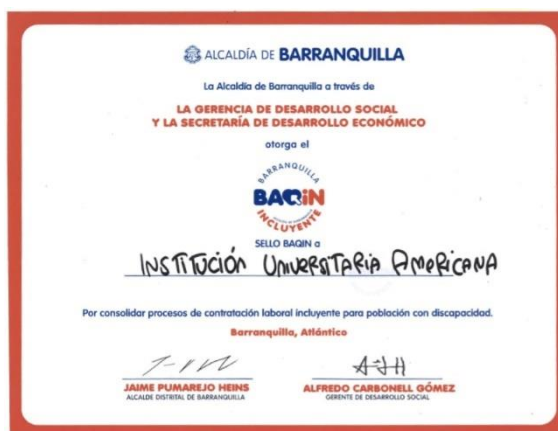 ALCALDÍA DE BARRANQUILLA
La Alcaldía de Barranquilla a través de
LA GERENCIA DE DESARROLLO SOCIAL
Y LA SECRETARÍA DE DESARROLLO ECONÓMICO
otorga el
BARRANQUILLA
BAQiN
INCLUYENTE
SELLO BAQIN a
INSTITUCIÓN UNIVERSITARIA AMERICANA
Por consolidar procesos de contratación laboral incluyente para población con discapacidad.
Barranquilla, Atlántico
JAIME PUMAREJO HEINS
ALCALDE DISTRITAL DE BARRANQUILLA
ALFREDO CARBONELL GÓMEZ
GERENTE DE DESARROLLO SOCIAL